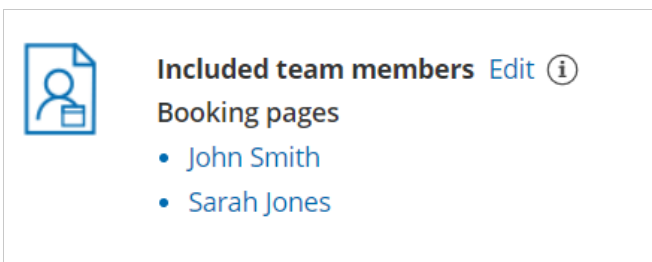 Included team members Edit
Booking pages
John Smith
Sarah Jones